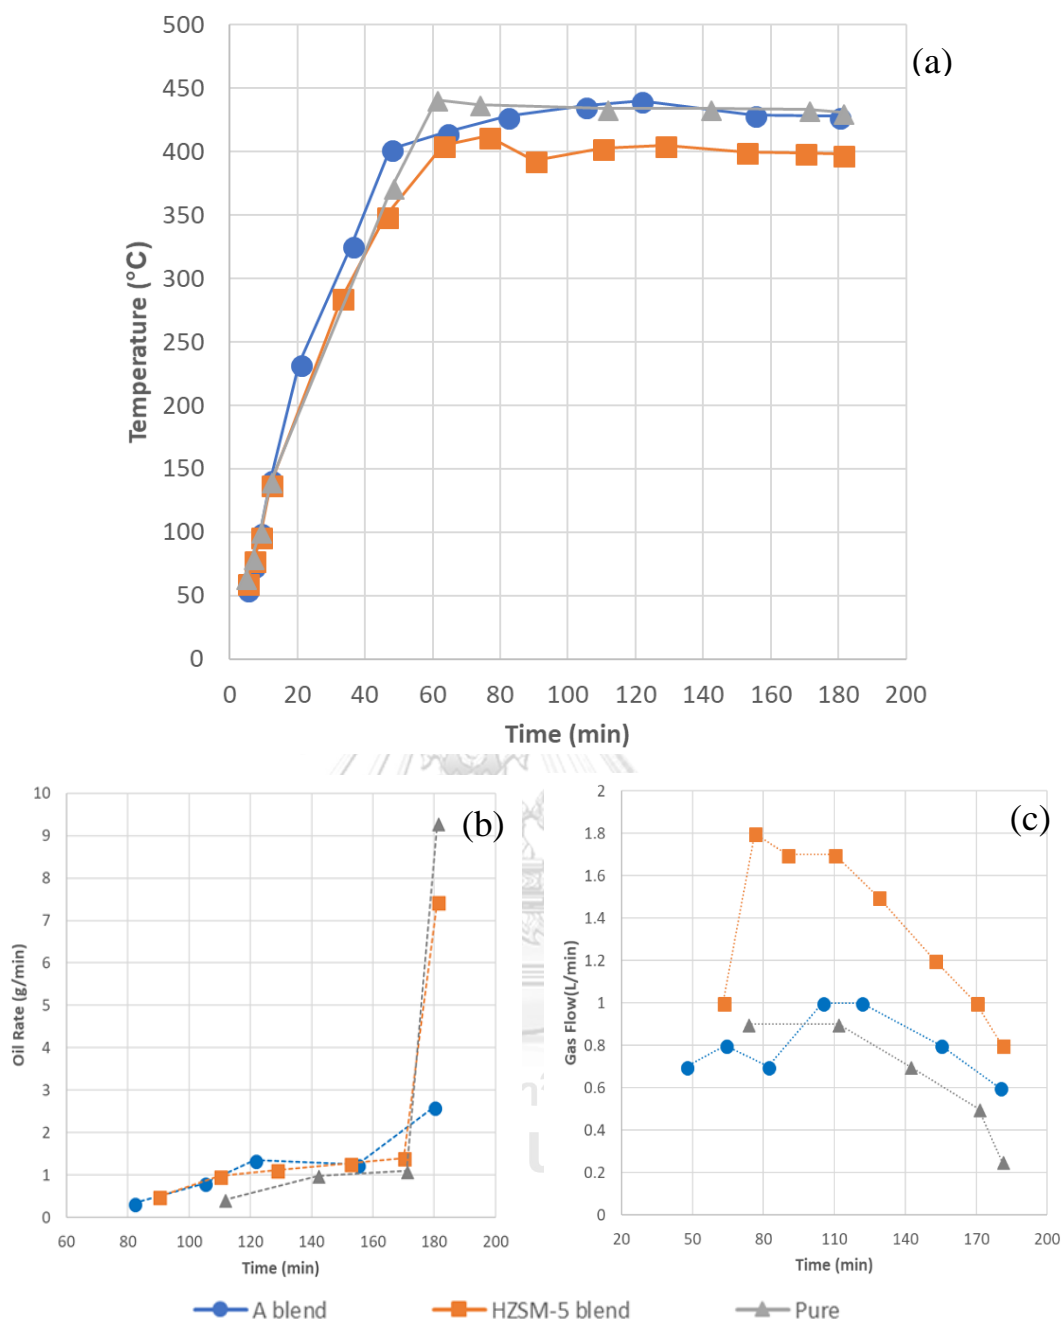 (a)
Temperature (°C)
500
450
400
350
300
250
200
150
100
50
0
0 20 40 60 80 100 120 140 160 180 200
Time (min)
(b)
Oil Rate (g/min)
10
9
8
7
6
5
4
3
2
1
0
60 80 100 120 140 160 180 200
Time (min)
(c)
Gas Flow(L/min)
2
1.8
1.6
1.4
1.2
1
0.8
0.6
0.4
0.2
0
20 50 80 110 140 170 200
Time (min)
A blend HZSM-5 blend Pure